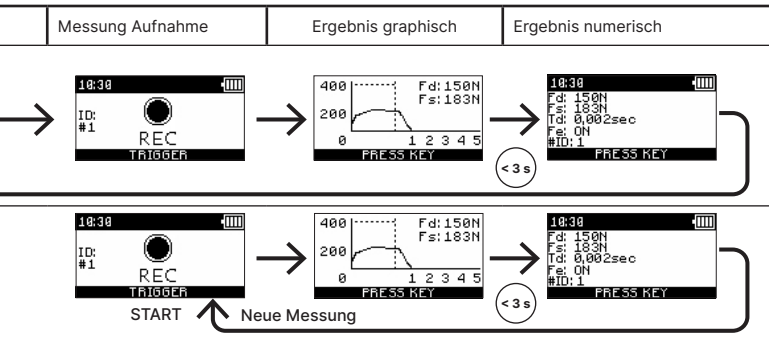 Messung Aufnahme
Ergebnis graphisch
Ergebnis numerisch
10:30
ID:
#1
REC
TRIGGER
400
200
0
1 2 3 4 5
Fd:150N
Fs:183N
PRESS KEY
< 3 s
10:30
Fd: 150N
Fs: 183N
Td: 0,002sec
Fe: 0N
#ID: 1
PRESS KEY
10:30
ID:
#1
REC
TRIGGER
START
Neue Messung
400
200
0
1 2 3 4 5
Fd:150N
Fs:183N
PRESS KEY
< 3 s
10:30
Fd: 150N
Fs: 183N
Td: 0,002sec
Fe: 0N
#ID: 1
PRESS KEY